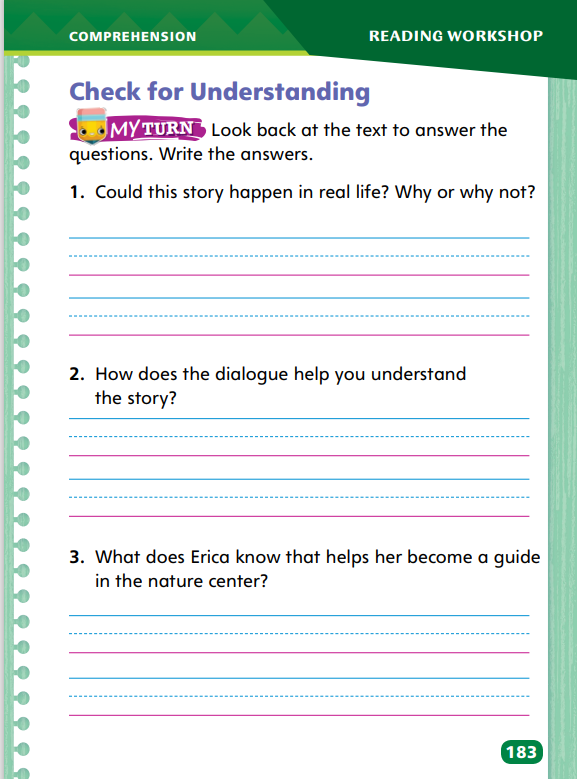 COMPREHENSION
READING WORKSHOP
Check for Understanding
MY TURN Look back at the text to answer the
questions. Write the answers.
1. Could this story happen in real life? Why or why not?
2. How does the dialogue help you understand
the story?
3. What does Erica know that helps her become a guide
in the nature center?
183